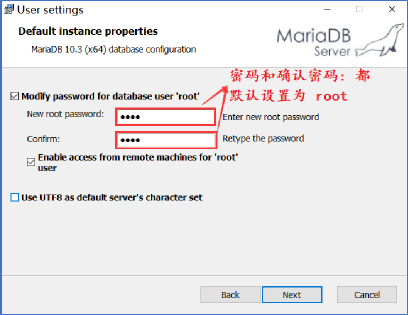 User settings
Default instance properties
MariaDB 10.3 (x64) database configuration
MariaDB
Server
密码和确认密码：都
默认设置为 root
Modify password for database user 'root'
New root password:
●●●●
Enter new root password
Confirm:
●●●●
Retype the password
Enable access from remote machines for 'root'
user
Use UTF8 as default server's character set
Back
Next
Cancel